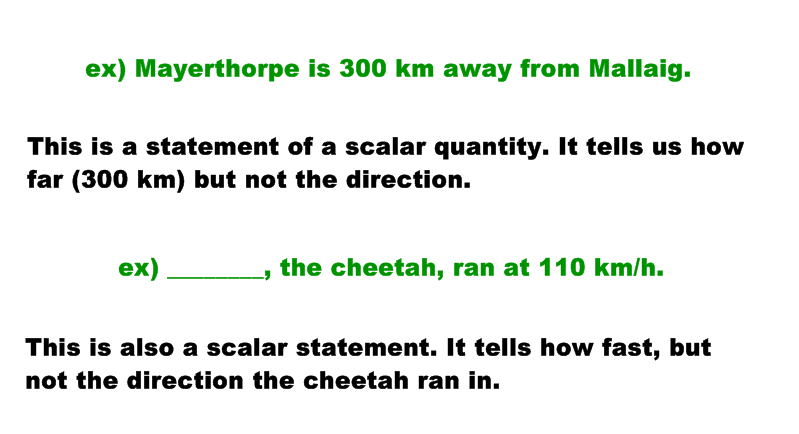 ex) Mayerthorpe is 300 km away from Mallaig.
This is a statement of a scalar quantity. It tells us how
far (300 km) but not the direction.
ex) ________, the cheetah, ran at 110 km/h.
This is also a scalar statement. It tells how fast, but
not the direction the cheetah ran in.